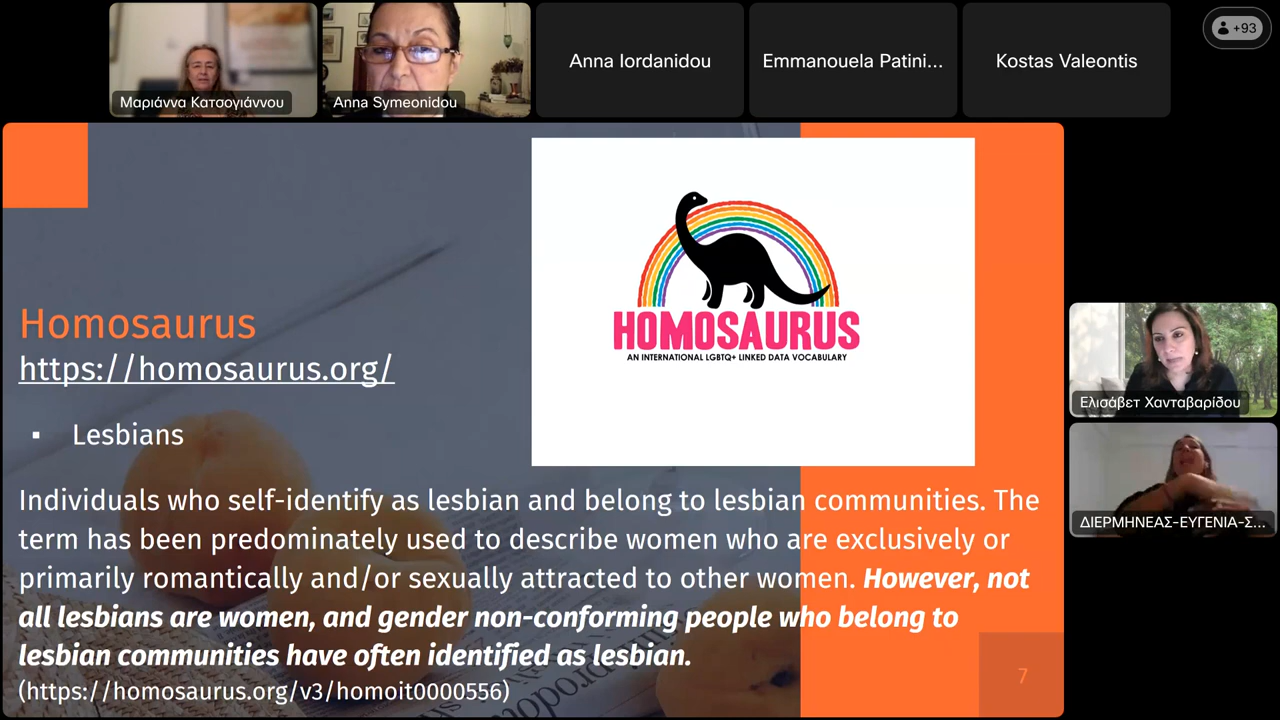 +93
Μαριάννα Κατσογιάννου
Anna Symeonidou
Anna Iordanidou
Emmanouela Patini...
Kostas Valeontis
HOMOSAURUS
AN INTERNATIONAL LGBTQ+ LINKED DATA VOCABULARY
Homosaurus
https://homosaurus.org/
▪ Lesbians
Individuals who self-identify as lesbian and belong to lesbian communities. The
term has been predominately used to describe women who are exclusively or
primarily romantically and/or sexually attracted to other women. However, not
all lesbians are women, and gender non-conforming people who belong to
lesbian communities have often identified as lesbian.
(https://homosaurus.org/v3/homoit0000556)
7
Ελισάβετ Χανταβαρίδου
ΔΙΕΡΜΗΝΕΑΣ-ΕΥΓΕΝΙΑ-Σ...